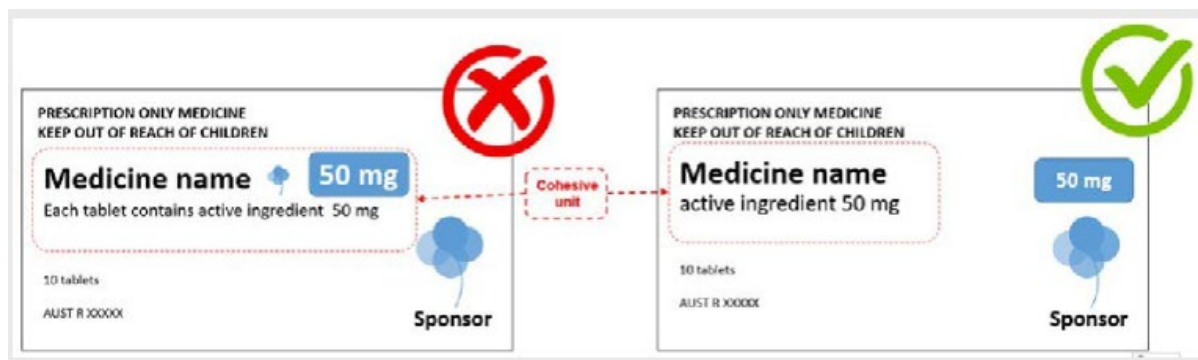 PRESCRIPTION ONLY MEDICINE
KEEP OUT OF REACH OF CHILDREN
Medicine name 50 mg
Each tablet contains active ingredient 50 mg
10 tablets
AUST R XXXXX
Sponsor
Cohesive
unit
PRESCRIPTION ONLY MEDICINE
KEEP OUT OF REACH OF CHILDREN
Medicine name
active ingredient 50 mg
50 mg
10 tablets
AUST R XXXXX
Sponsor